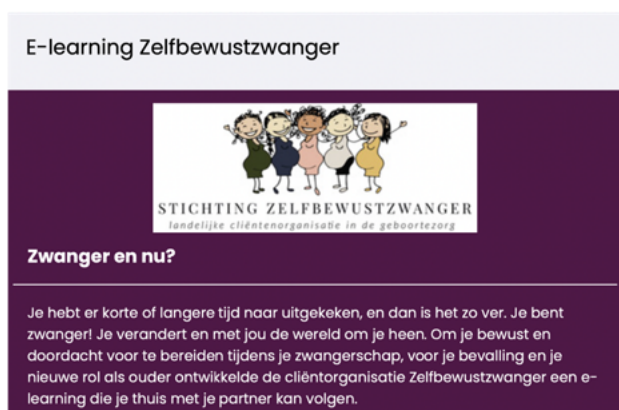 E-learning Zelfbewustzwanger
STICHTING ZELFBEWUSTZWANGER
landelijke cliëntenorganisatie in de geboortezorg
Zwanger en nu?
Je hebt er korte of langere tijd naar uitgekeken, en dan is het zo ver. Je bent
zwanger! Je verandert en met jou de wereld om je heen. Om je bewust en
doordacht voor te bereiden tijdens je zwangerschap, voor je bevalling en je
nieuwe rol als ouder ontwikkelde de cliëntorganisatie Zelfbewustzwanger een e-
learning die je thuis met je partner kan volgen.